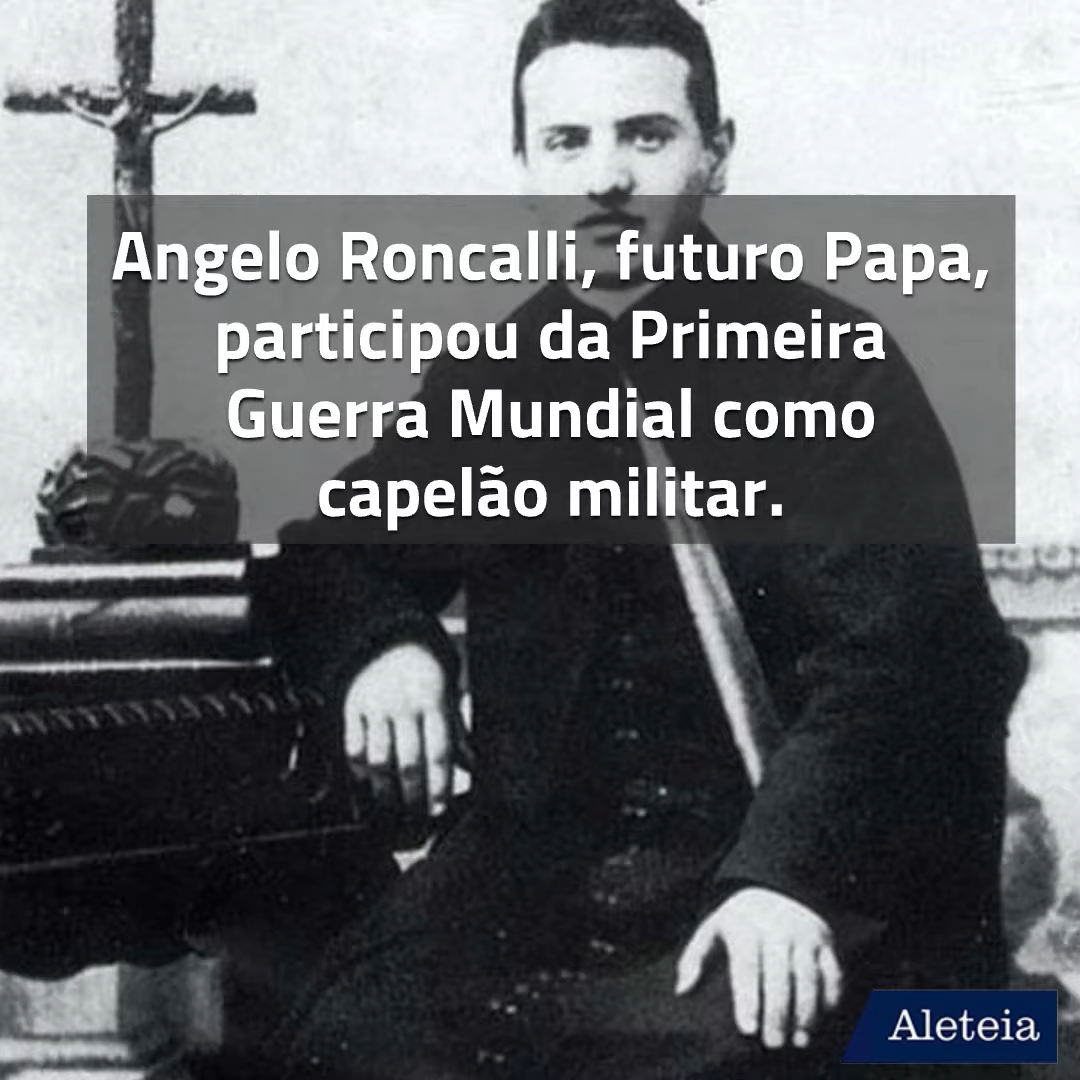 Angelo Roncalli, futuro Papa,
participou da Primeira
Guerra Mundial como
capelão militar.
Aleteia